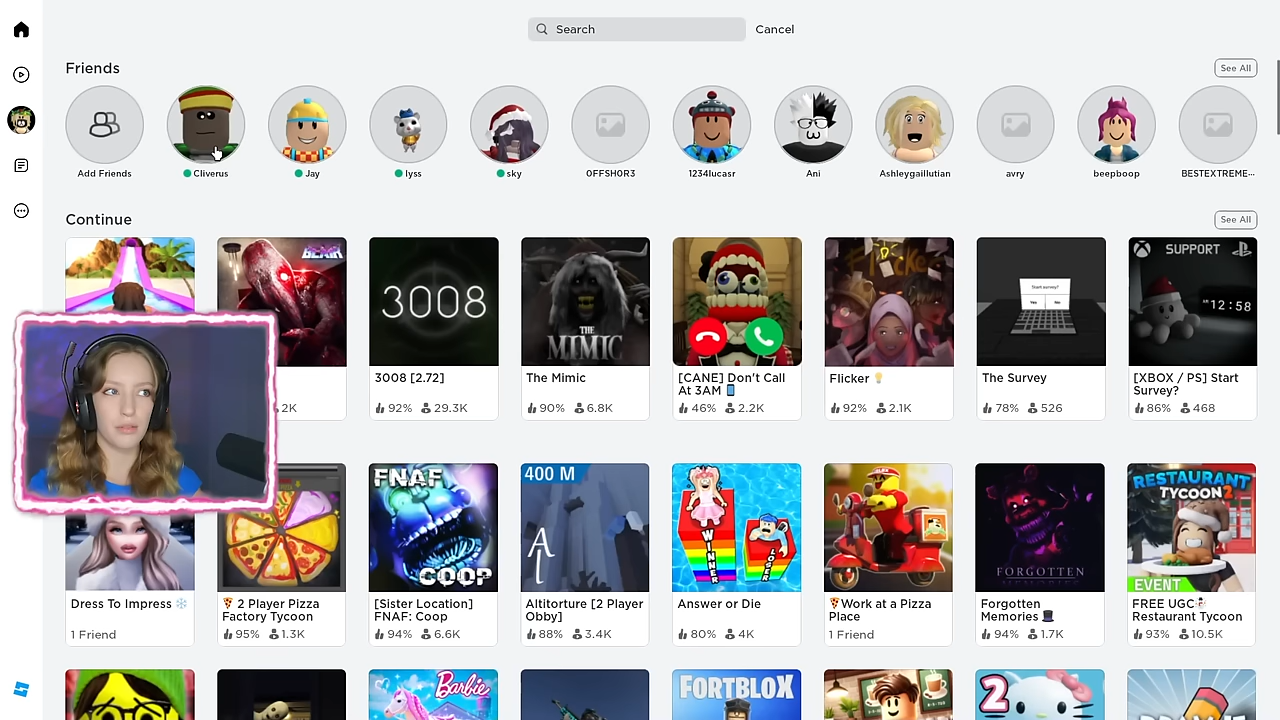 Search
Cancel
Friends
See All
Add Friends
Cliverus
Jay
lyss
sky
0FFSH0R3
1234lucasr
Ani
Ashleygaillutian
avry
beepboop
BESTEXTREME...
Continue
See All
BEAR
3008
THE
MIMIC
Flicker
Start survey?
Yes
No
SUPPORT
AM 12:58
2K
3008 [2.72]
92% 29.3K
The Mimic
90% 6.8K
[CANE] Don't Call
At 3AM 📱
46% 2.2K
Flicker 💡
92% 2.1K
The Survey
78% 526
[XBOX / PS] Start
Survey?
86% 468
FNAF
COOP
400 M
A
L
WINNER
LOSER
FORGOTTEN
MEMORIES
RESTAURANT
TYCOON 2
EVENT
Dress To Impress ❄️
1 Friend
🍕 2 Player Pizza
Factory Tycoon
95% 1.3K
[Sister Location]
FNAF: Coop
94% 6.6K
Altitorture [2 Player
Obby]
88% 3.4K
Answer or Die
80% 4K
🍕Work at a Pizza
Place
1 Friend
Forgotten
Memories 🎩
94% 1.7K
FREE UGC⛄
Restaurant Tycoon
93% 10.5K
Barbie
FORTBLOX
2